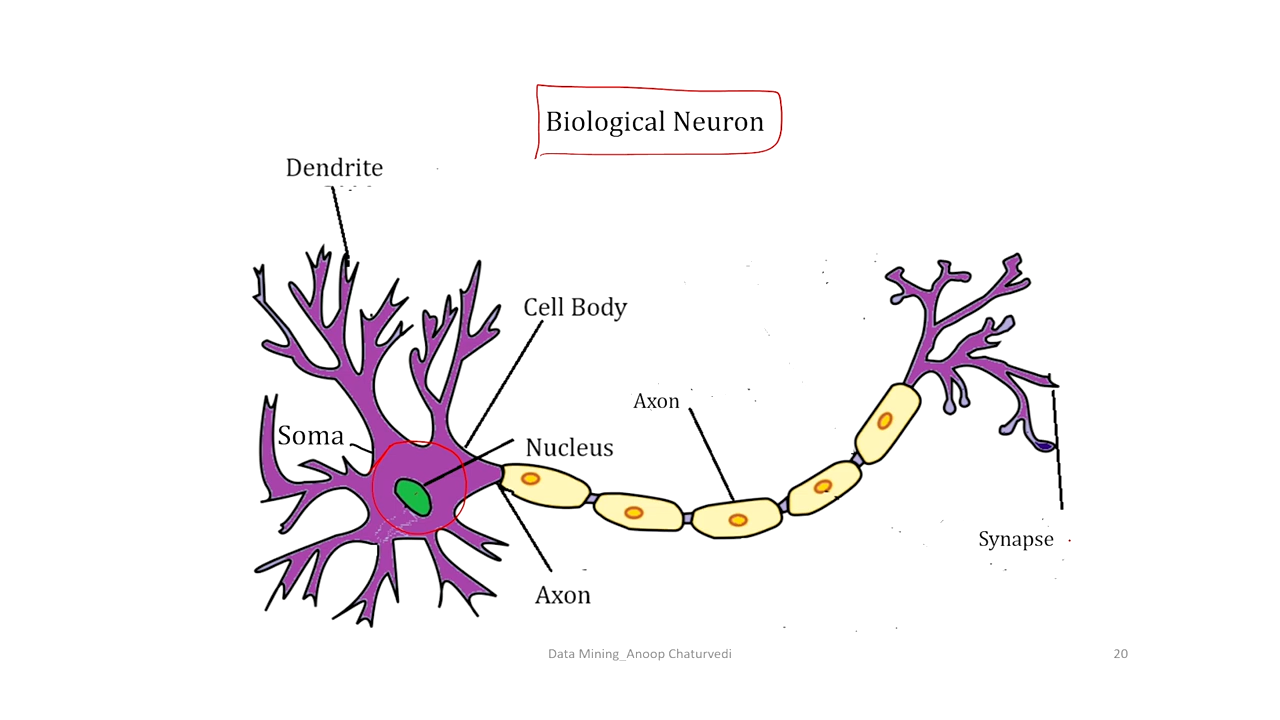 Biological Neuron
Dendrite
Cell Body
Axon
Soma
Nucleus
Synapse
Axon
Data Mining_Anoop Chaturvedi
20